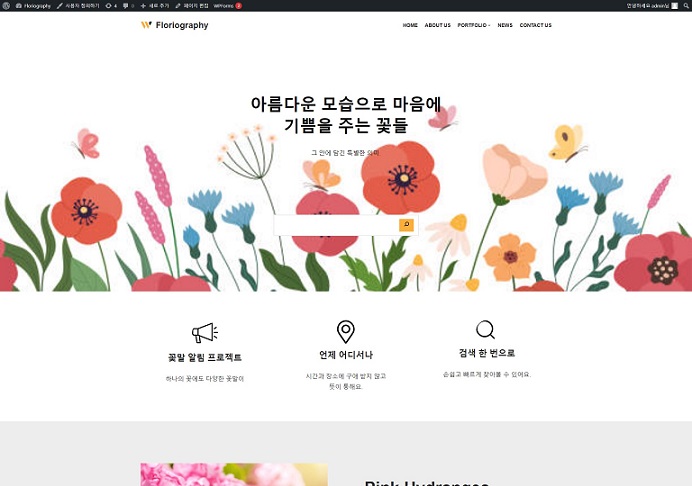 Floriography 사용자 정의하기 4 0 새로 추가 페이지 편집 WPForms 3 안녕하세요 admin님
Floriography
HOME ABOUT US PORTFOLIO NEWS CONTACT US
아름다운 모습으로 마음에
기쁨을 주는 꽃들
그 안에 담긴 특별한 의미
꽃말 알림 프로젝트
하나의 꽃에도 다양한 꽃말이
언제 어디서나
시간과 장소에 구애 받지 않고
뜻이 통해요.
검색 한 번으로
손쉽고 빠르게 찾아볼 수 있어요.
Pink Hydrangea